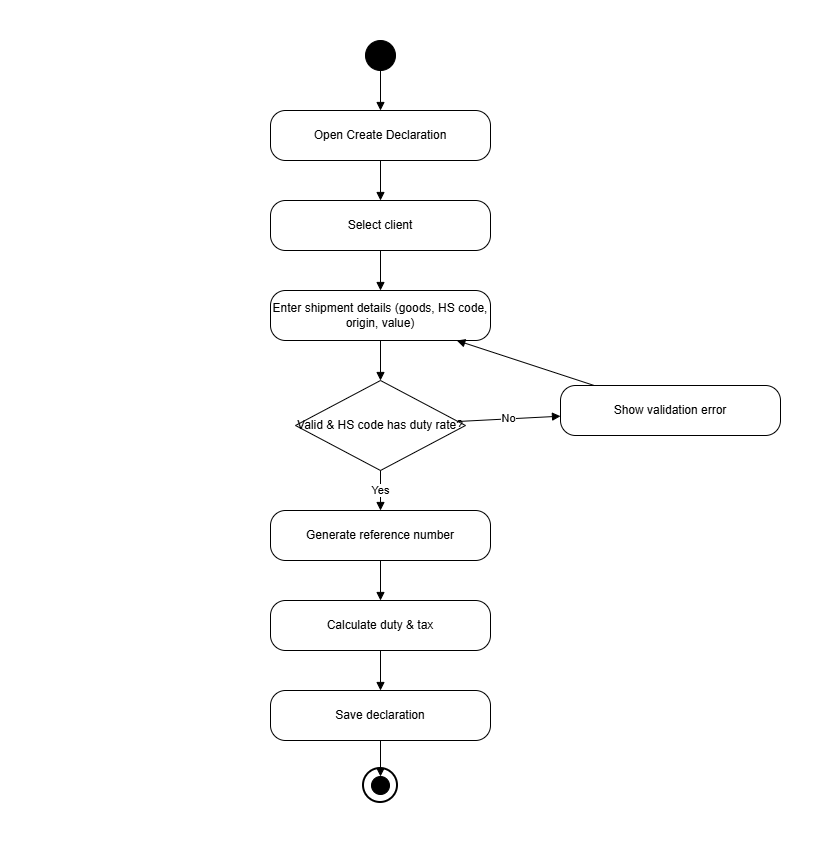 Open Create Declaration
Select client
Enter shipment details (goods, HS code,
origin, value)
Show validation error
Valid & HS code has duty rate?
No
Yes
Generate reference number
Calculate duty & tax
Save declaration